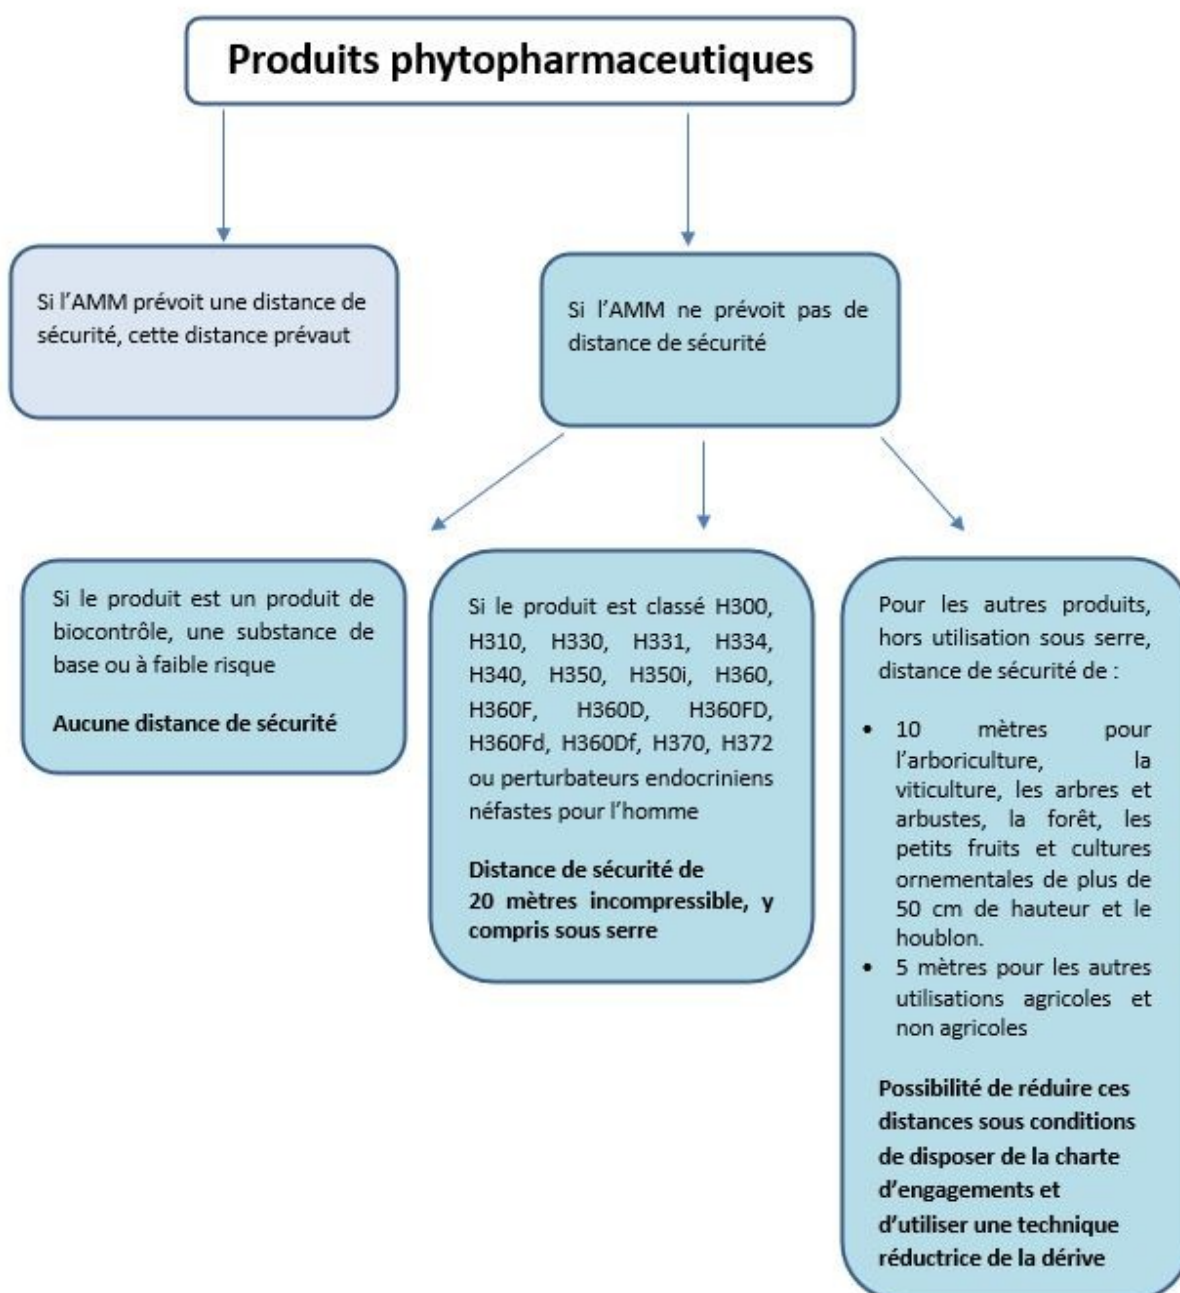 Produits phytopharmaceutiques
Si l'AMM prévoit une distance de
sécurité, cette distance prévaut
Si l'AMM ne prévoit pas de
distance de sécurité
Si le produit est un produit de
biocontrôle, une substance de
base ou à faible risque
Aucune distance de sécurité
Si le produit est classé H300,
H310, H330, H331, H334,
H340, H350, H350i, H360,
H360F, H360D, H360FD,
H360Fd, H360Df, H370, H372
ou perturbateurs endocriniens
néfastes pour l'homme
Distance de sécurité de
20 mètres incompressible, y
compris sous serre
Pour les autres produits,
hors utilisation sous serre,
distance de sécurité de :
• 10 mètres pour
l'arboriculture, la
viticulture, les arbres et
arbustes, la forêt, les
petits fruits et cultures
ornementales de plus de
50 cm de hauteur et le
houblon.
• 5 mètres pour les autres
utilisations agricoles et
non agricoles
Possibilité de réduire ces
distances sous conditions
de disposer de la charte
d'engagements et
d'utiliser une technique
réductrice de la dérive